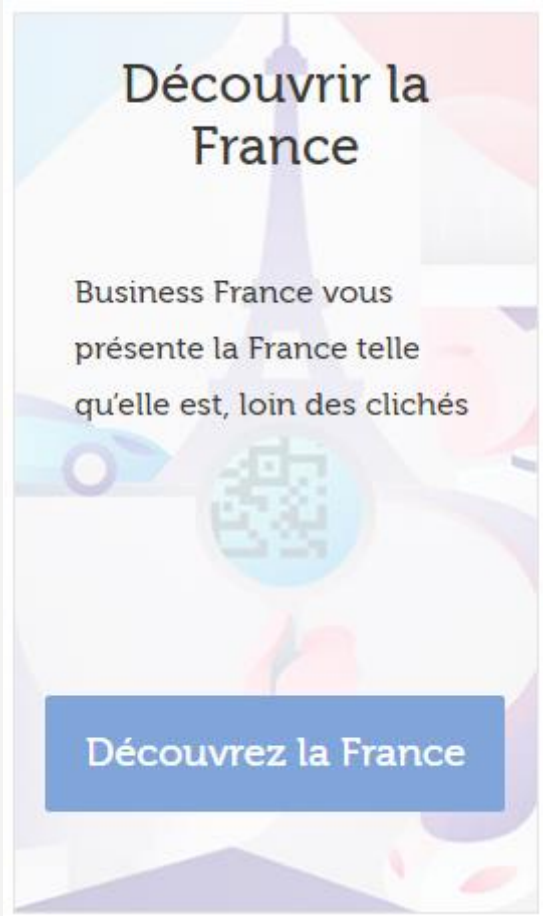 Découvrir la
France
Business France vous
présente la France telle
qu'elle est, loin des clichés
Découvrez la France